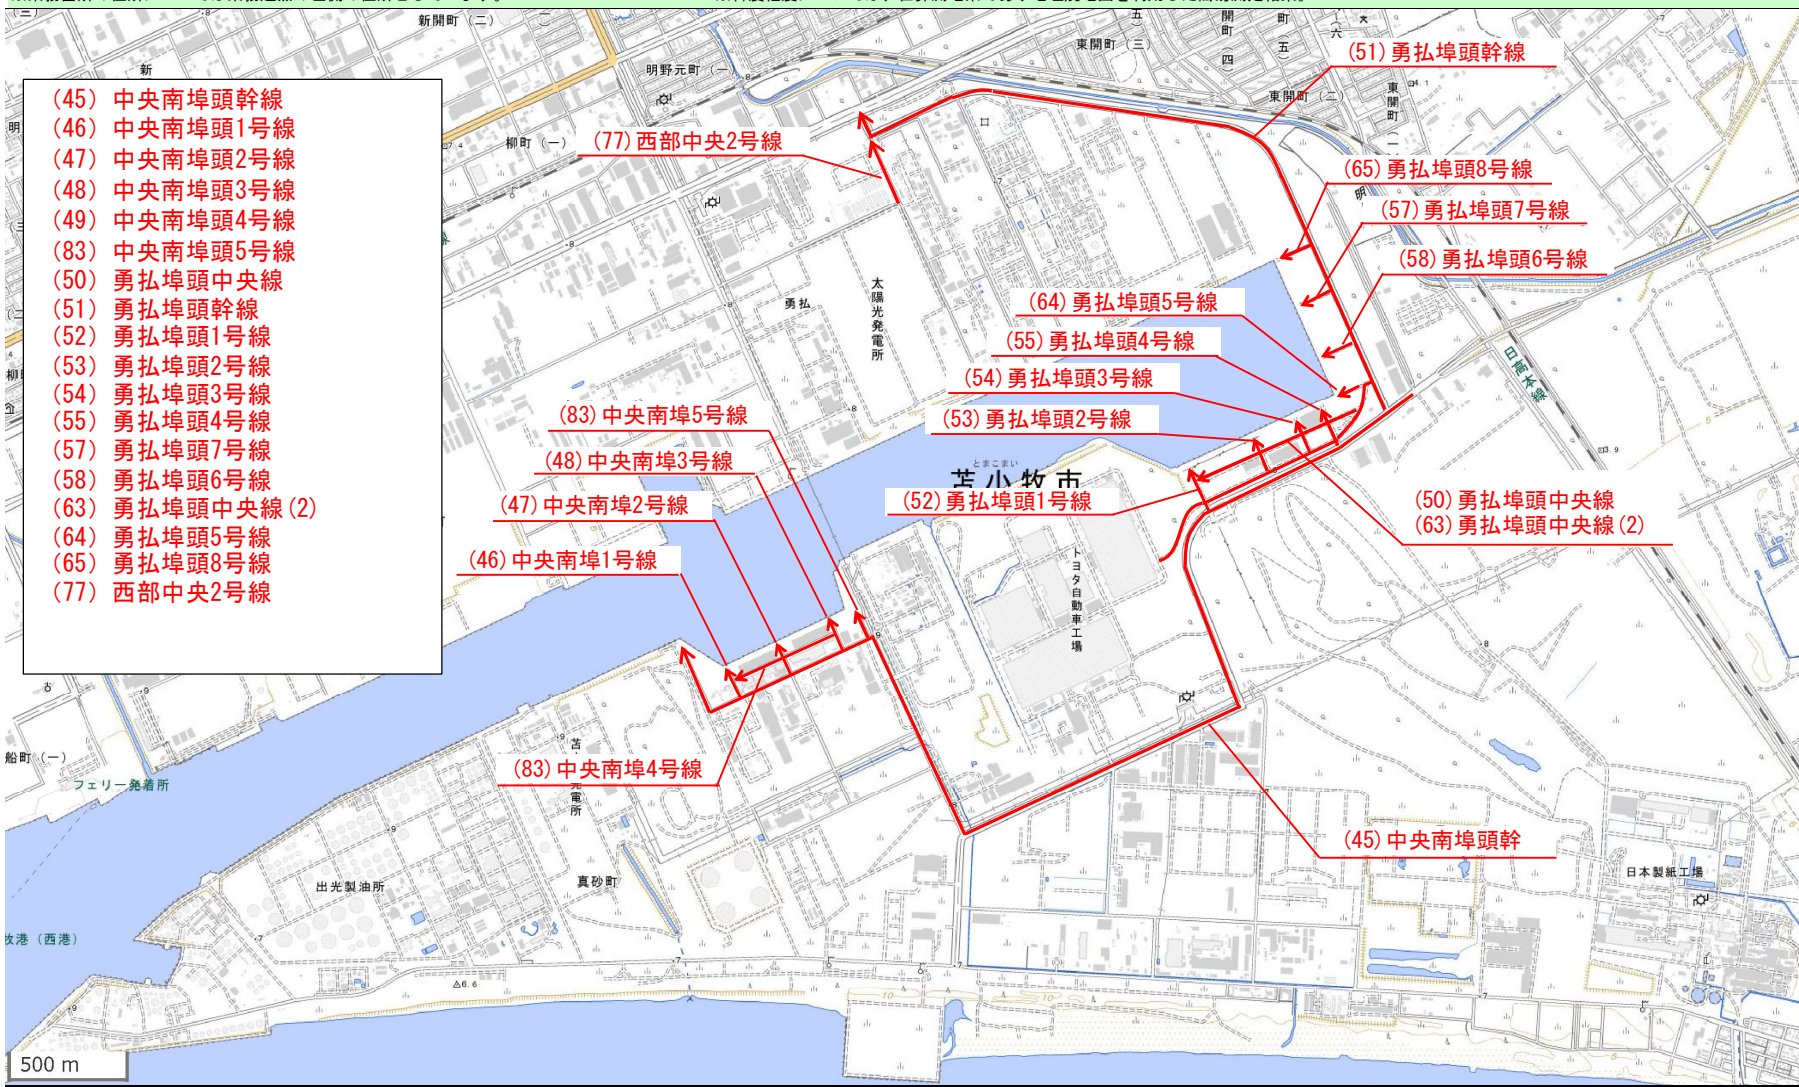 新開町（二）
東開町（三）
明野元町（一）
東開町（二）
柳町（一）
(45) 中央南埠頭幹線
(46) 中央南埠頭1号線
(47) 中央南埠頭2号線
(48) 中央南埠頭3号線
(49) 中央南埠頭4号線
(83) 中央南埠頭5号線
(50) 勇払埠頭中央線
(51) 勇払埠頭幹線
(52) 勇払埠頭1号線
(53) 勇払埠頭2号線
(54) 勇払埠頭3号線
(55) 勇払埠頭4号線
(57) 勇払埠頭7号線
(58) 勇払埠頭6号線
(63) 勇払埠頭中央線(2)
(64) 勇払埠頭5号線
(65) 勇払埠頭8号線
(77) 西部中央2号線
(51)勇払埠頭幹線
(77)西部中央2号線
(65)勇払埠頭8号線
(57)勇払埠頭7号線
(58)勇払埠頭6号線
(64)勇払埠頭5号線
(55)勇払埠頭4号線
(54)勇払埠頭3号線
(53)勇払埠頭2号線
(52)勇払埠頭1号線
(50)勇払埠頭中央線
(63)勇払埠頭中央線(2)
(83)中央南埠5号線
(48)中央南埠3号線
(47)中央南埠2号線
(46)中央南埠1号線
(83)中央南埠4号線
(45)中央南埠頭幹
勇払
太陽光発電所
日高本線
とまこまい
苫小牧市
トヨタ自動車工場
船町（一）
フェリー発着所
出光製油所
真砂町
日本製紙工場
牧港（西港）
500 m